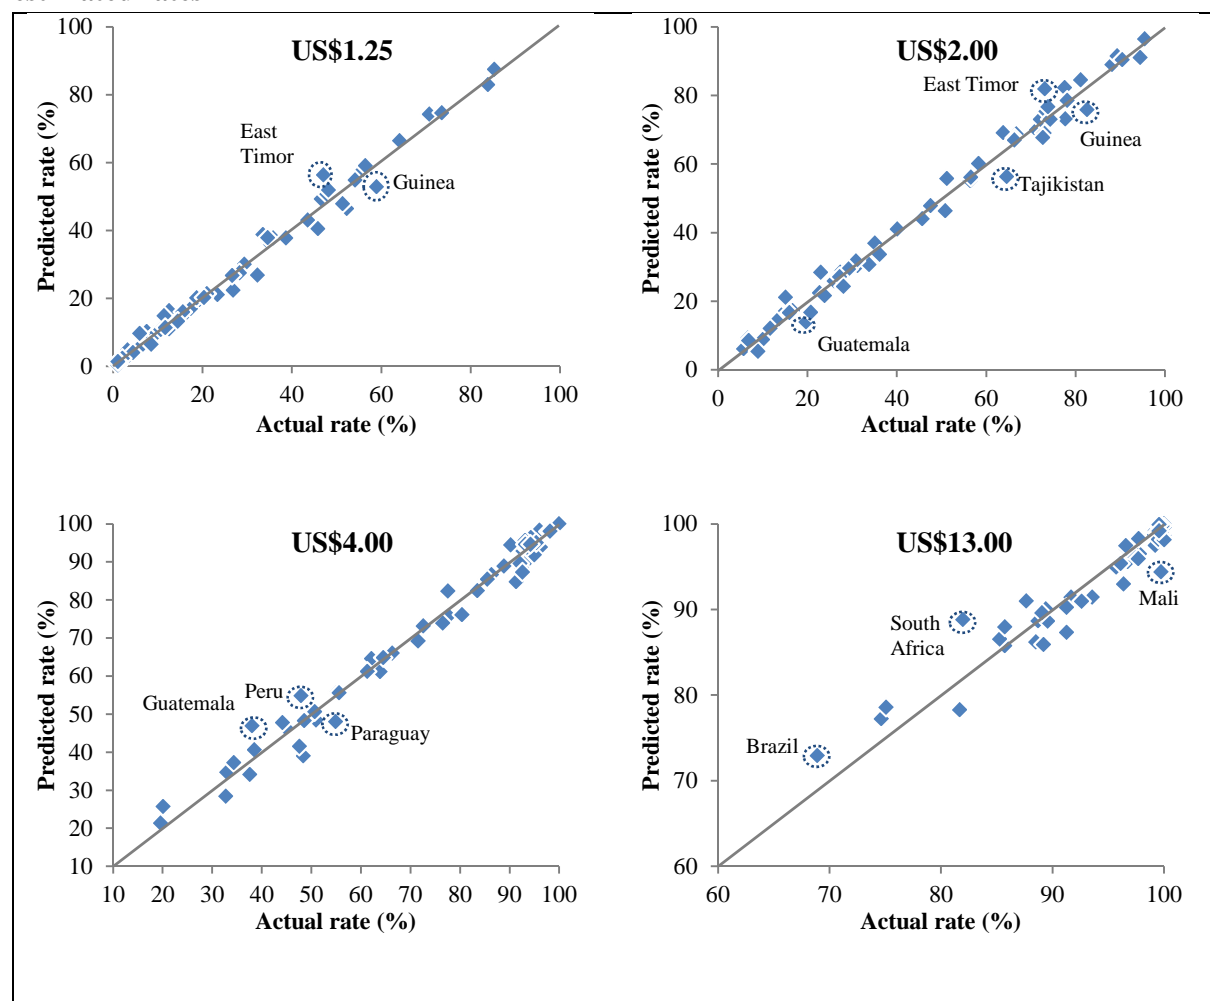 US$1.25
Predicted rate (%)
100
80
60
40
20
0
East
Timor
Guinea
0 20 40 60 80 100
Actual rate (%)
US$2.00
Predicted rate (%)
100
80
60
40
20
0
East Timor
Guinea
Tajikistan
Guatemala
0 20 40 60 80 100
Actual rate (%)
US$4.00
Predicted rate (%)
100
90
80
70
60
50
40
30
20
10
Peru
Guatemala
Paraguay
10 20 30 40 50 60 70 80 90 100
Actual rate (%)
US$13.00
Predicted rate (%)
100
90
80
70
60
Mali
South
Africa
Brazil
60 70 80 90 100
Actual rate (%)